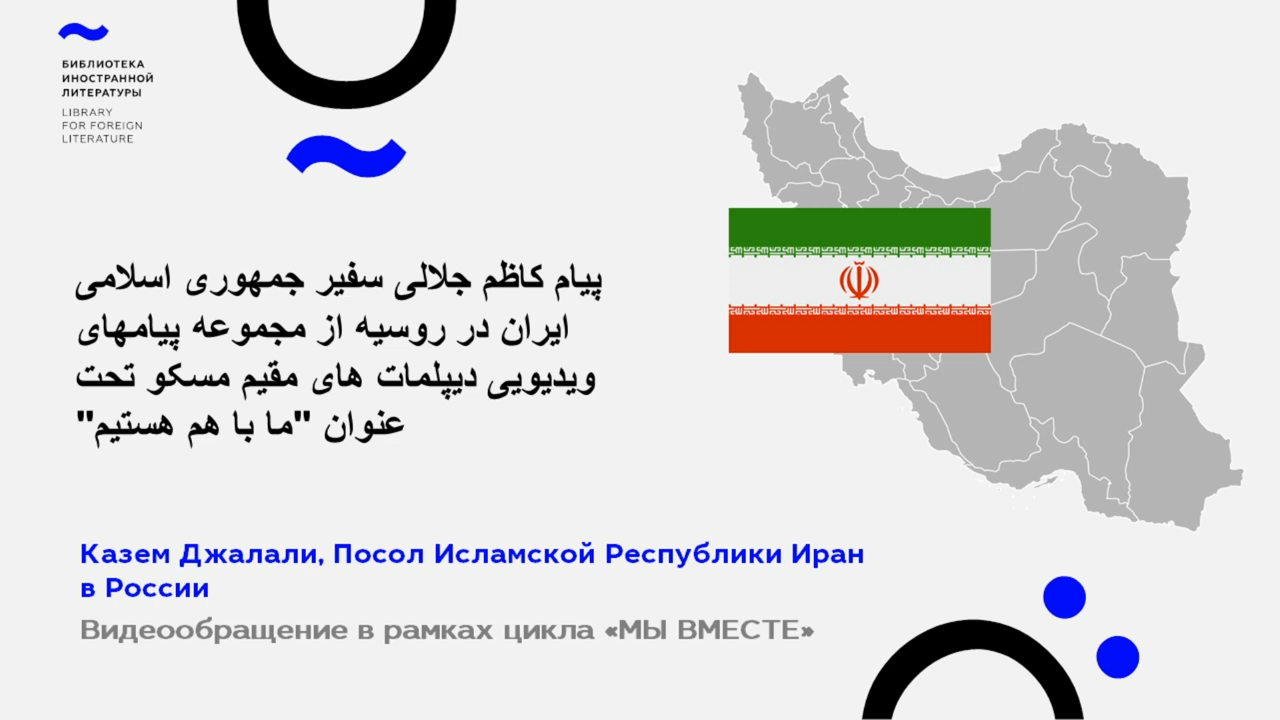 БИБЛИОТЕКА
ИНОСТРАННОЙ
ЛИТЕРАТУРЫ
LIBRARY
FOR FOREIGN
LITERATURE
پیام کاظم جلالی سفیر جمهوری اسلامی
ایران در روسیه از مجموعه پیامهای
ویدیویی دیپلمات های مقیم مسکو تحت
عنوان "ما با هم هستیم"
Казем Джалали, Посол Исламской Республики Иран
в России
Видеообращение в рамках цикла «МЫ ВМЕСТЕ»